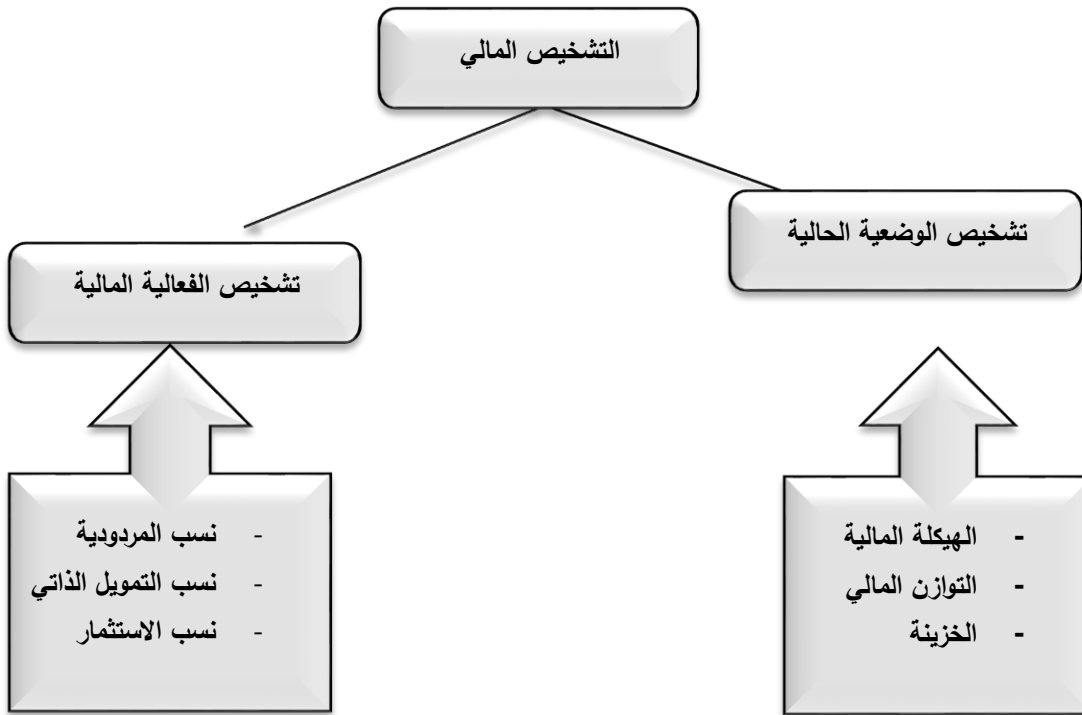 التشخيص المالي
تشخيص الوضعية الحالية
تشخيص الفعالية المالية
- الهيكلة المالية
- التوازن المالي
- الخزينة
- نسب المردودية
- نسب التمويل الذاتي
- نسب الاستثمار